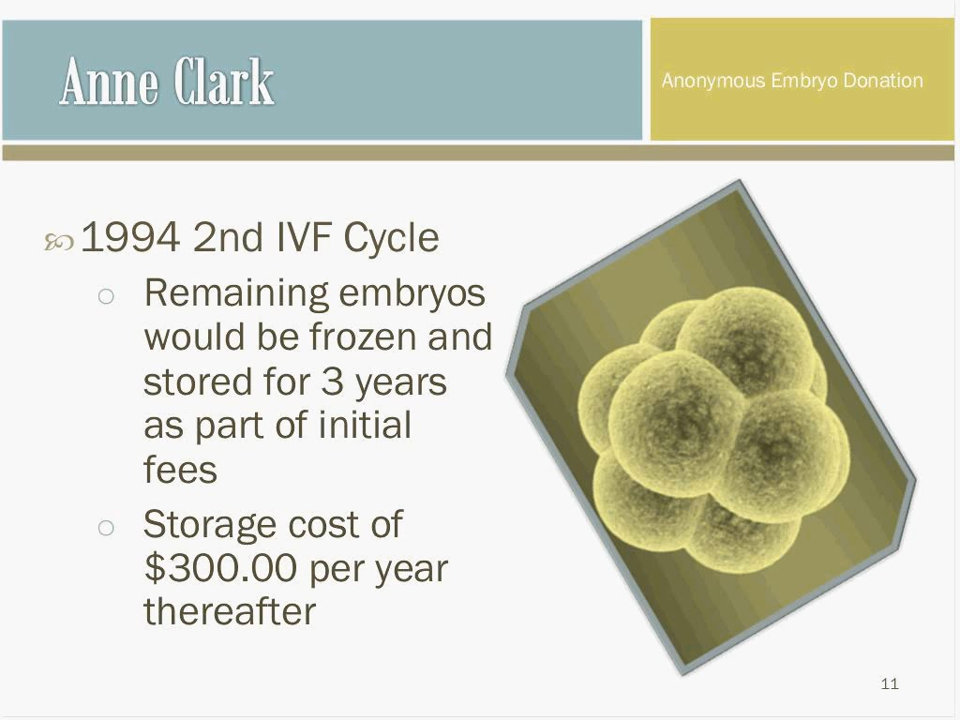 Anne Clark
Anonymous Embryo Donation
1994 2nd IVF Cycle
Remaining embryos
would be frozen and
stored for 3 years
as part of initial
fees
Storage cost of
$300.00 per year
thereafter
11